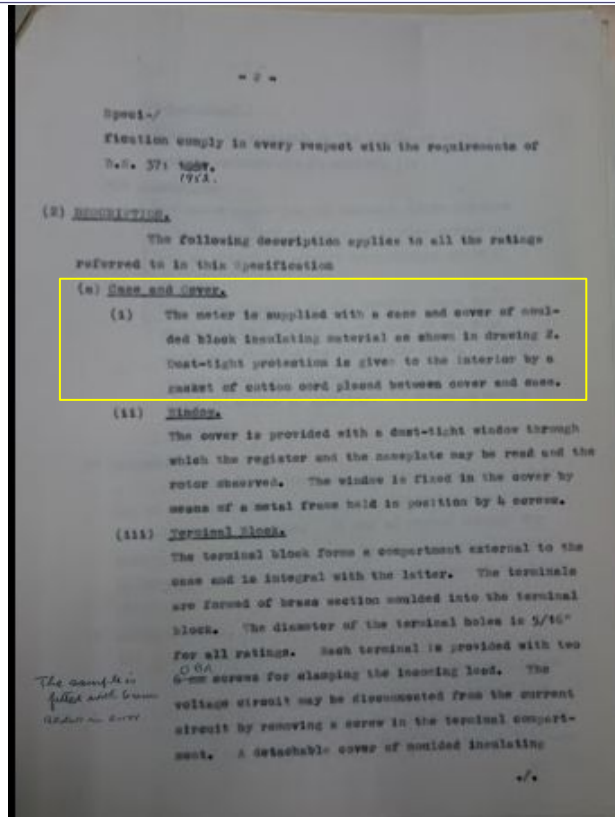 - 2 -
Speci-/
fication comply in every respect with the requirements of
B.S. 37:
1952.
(2) DESCRIPTION.
The following description applies to all the ratings
referred to in this Specification
(a) Case and Cover.
(i) The meter is supplied with a case and cover of moul-
ded black insulating material as shown in drawing 2.
Dust-tight protection is given to the interior by a
gasket of cotton cord placed between cover and case.
(ii) Window.
The cover is provided with a dust-tight window through
which the register and the nameplate may be read and the
rotor observed. The window is fixed in the cover by
means of a metal frame held in position by 4 screws.
(iii) Terminal Block.
The terminal block forms a compartment external to the
case and is integral with the latter. The terminals
are formed of brass section moulded into the terminal
block. The diameter of the terminal holes is 5/16"
for all ratings. Each terminal is provided with two
O BA
screws for clamping the incoming lead. The
voltage circuit may be disconnected from the current
circuit by removing a screw in the terminal compart-
ment. A detachable cover of moulded insulating
./.
The sample is
fitted with 6mm